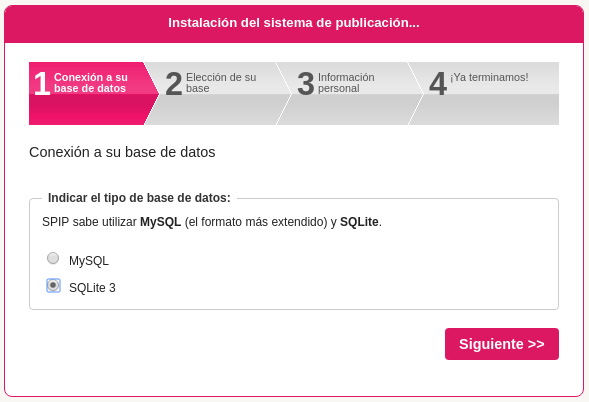 Instalación del sistema de publicación...
1 Conexión a su
base de datos
2 Elección de su
base
3 Información
personal
4 ¡Ya terminamos!
Conexión a su base de datos
Indicar el tipo de base de datos:
SPIP sabe utilizar MySQL (el formato más extendido) y SQLite.
MySQL
SQLite 3
Siguiente >>